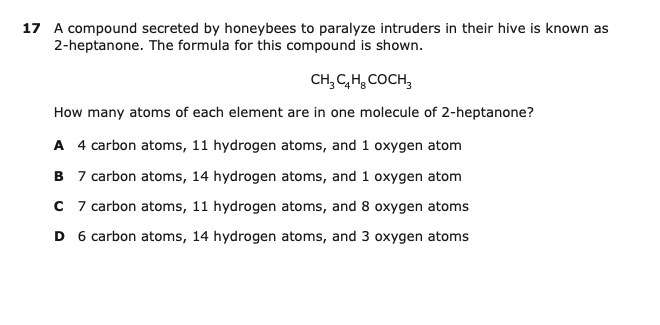 17 A compound secreted by honeybees to paralyze intruders in their hive is known as
2-heptanone. The formula for this compound is shown.
CH₃C₄H₈COCH₃
How many atoms of each element are in one molecule of 2-heptanone?
A 4 carbon atoms, 11 hydrogen atoms, and 1 oxygen atom
B 7 carbon atoms, 14 hydrogen atoms, and 1 oxygen atom
C 7 carbon atoms, 11 hydrogen atoms, and 8 oxygen atoms
D 6 carbon atoms, 14 hydrogen atoms, and 3 oxygen atoms